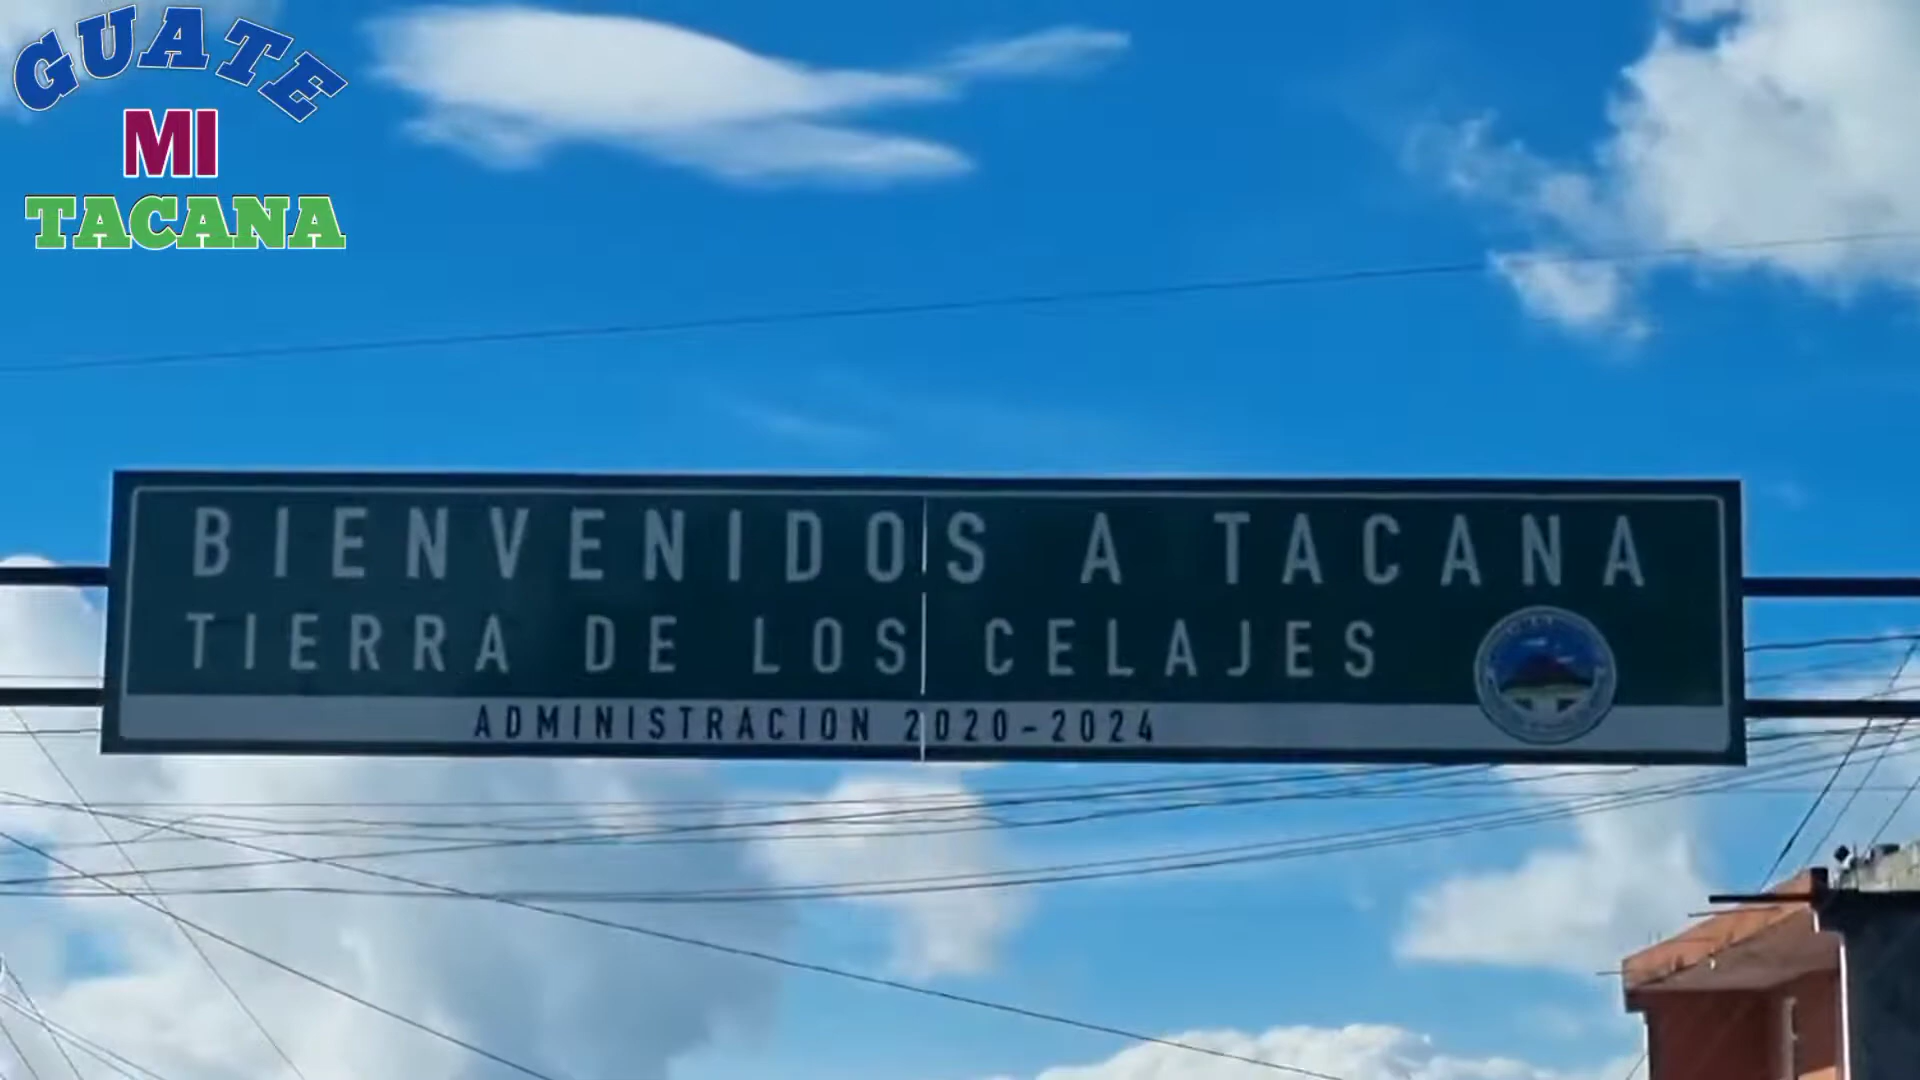 GUATE
MI
TACANA
BIENVENIDOS A TACANA
TIERRA DE LOS CELAJES
ADMINISTRACION 2020-2024